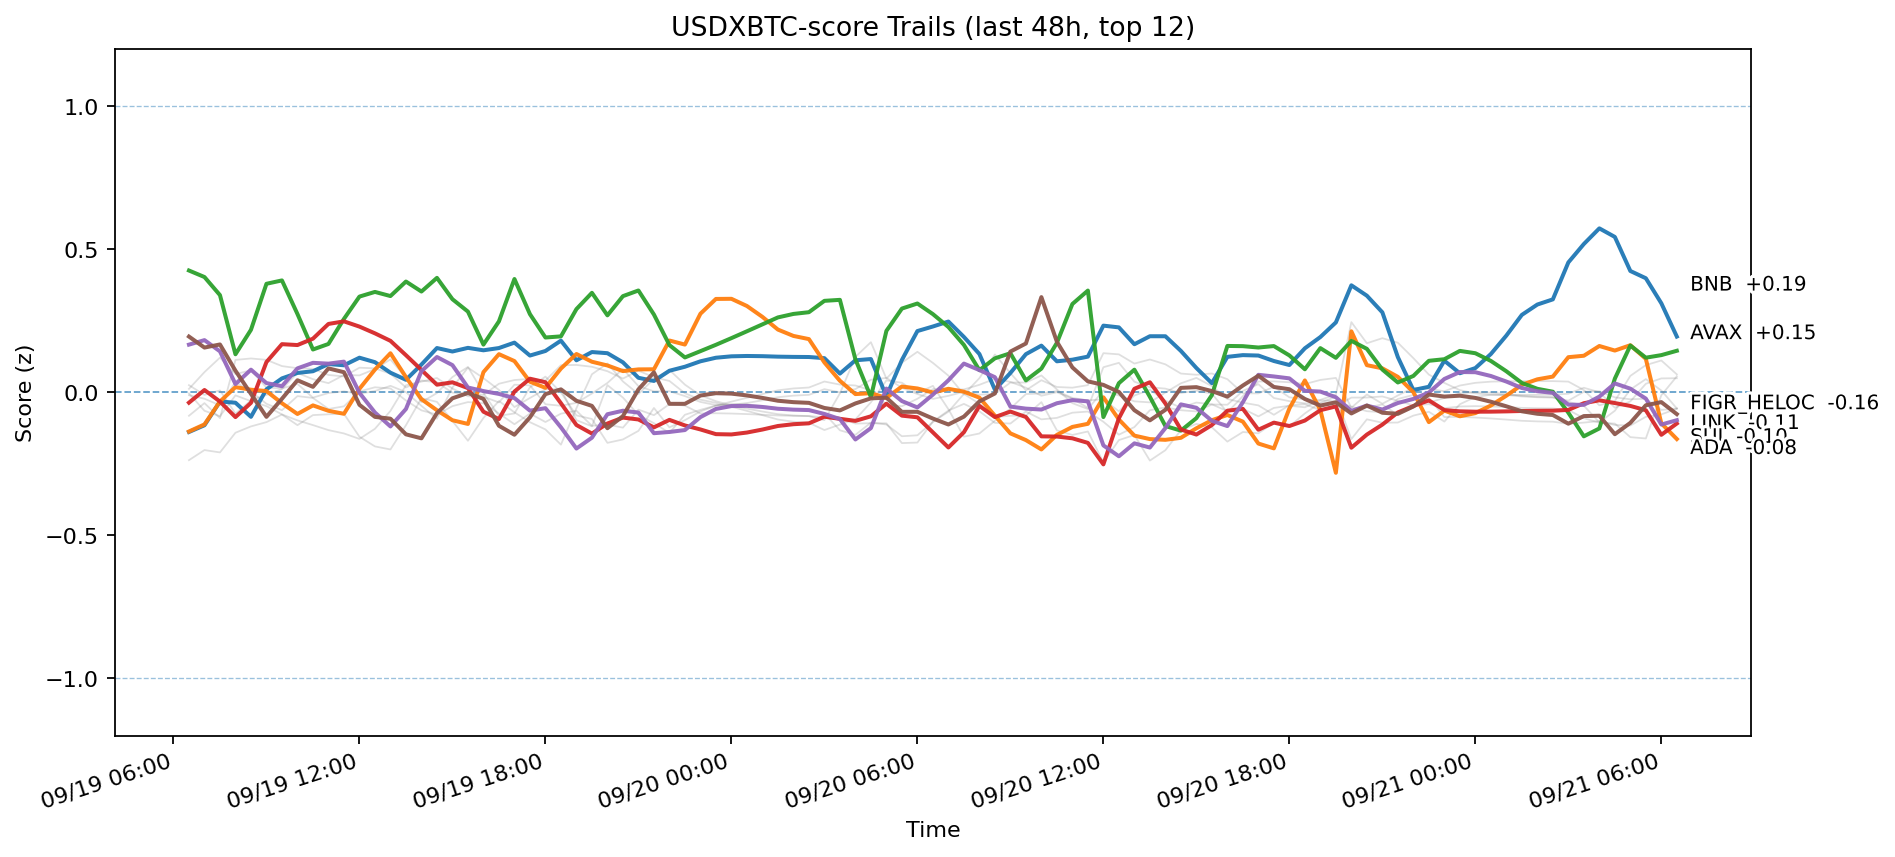 USDXBTC-score Trails (last 48h, top 12)
Score (z)
1.0
0.5
0.0
−0.5
−1.0
BNB +0.19
AVAX +0.15
FIGR_HELOC -0.16
LINK -0.11
SUI -0.10
ADA -0.08
09/19 06:00
09/19 12:00
09/19 18:00
09/20 00:00
09/20 06:00
09/20 12:00
09/20 18:00
09/21 00:00
09/21 06:00
Time